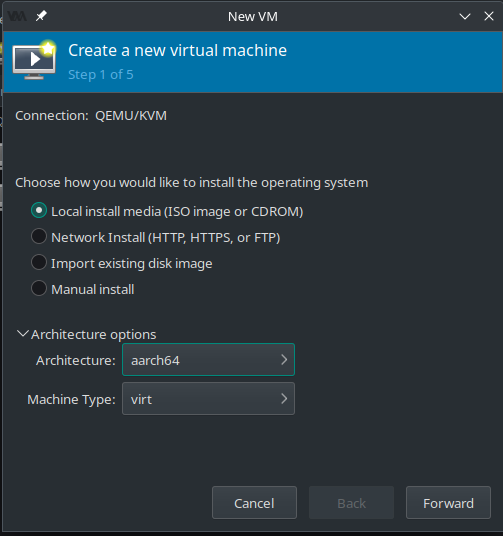 New VM
Create a new virtual machine
Step 1 of 5
Connection: QEMU/KVM
Choose how you would like to install the operating system
Local install media (ISO image or CDROM)
Network Install (HTTP, HTTPS, or FTP)
Import existing disk image
Manual install
Architecture options
Architecture: aarch64
Machine Type: virt
Cancel Back Forward